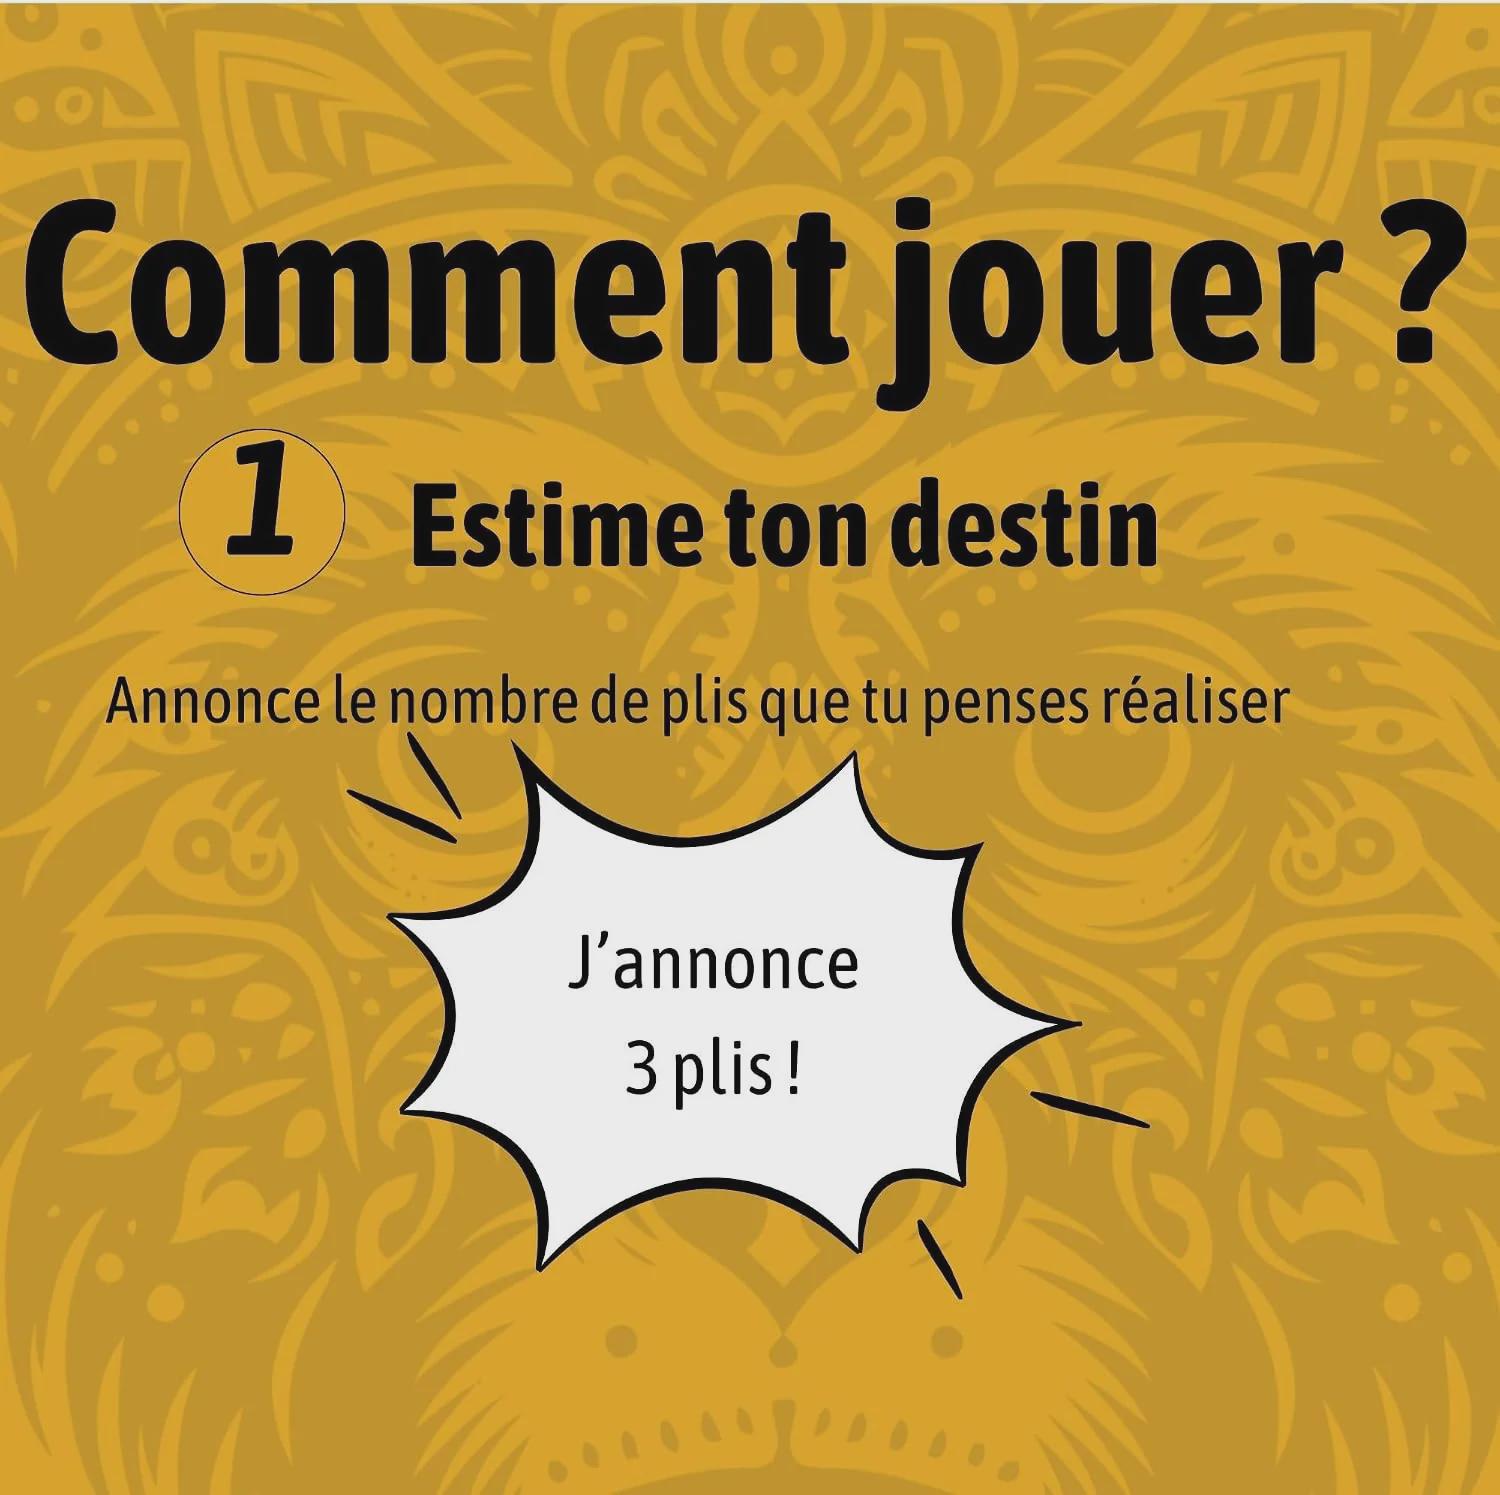 Comment jouer ?
1 Estime ton destin
Annonce le nombre de plis que tu penses réaliser
J'annonce
3 plis !